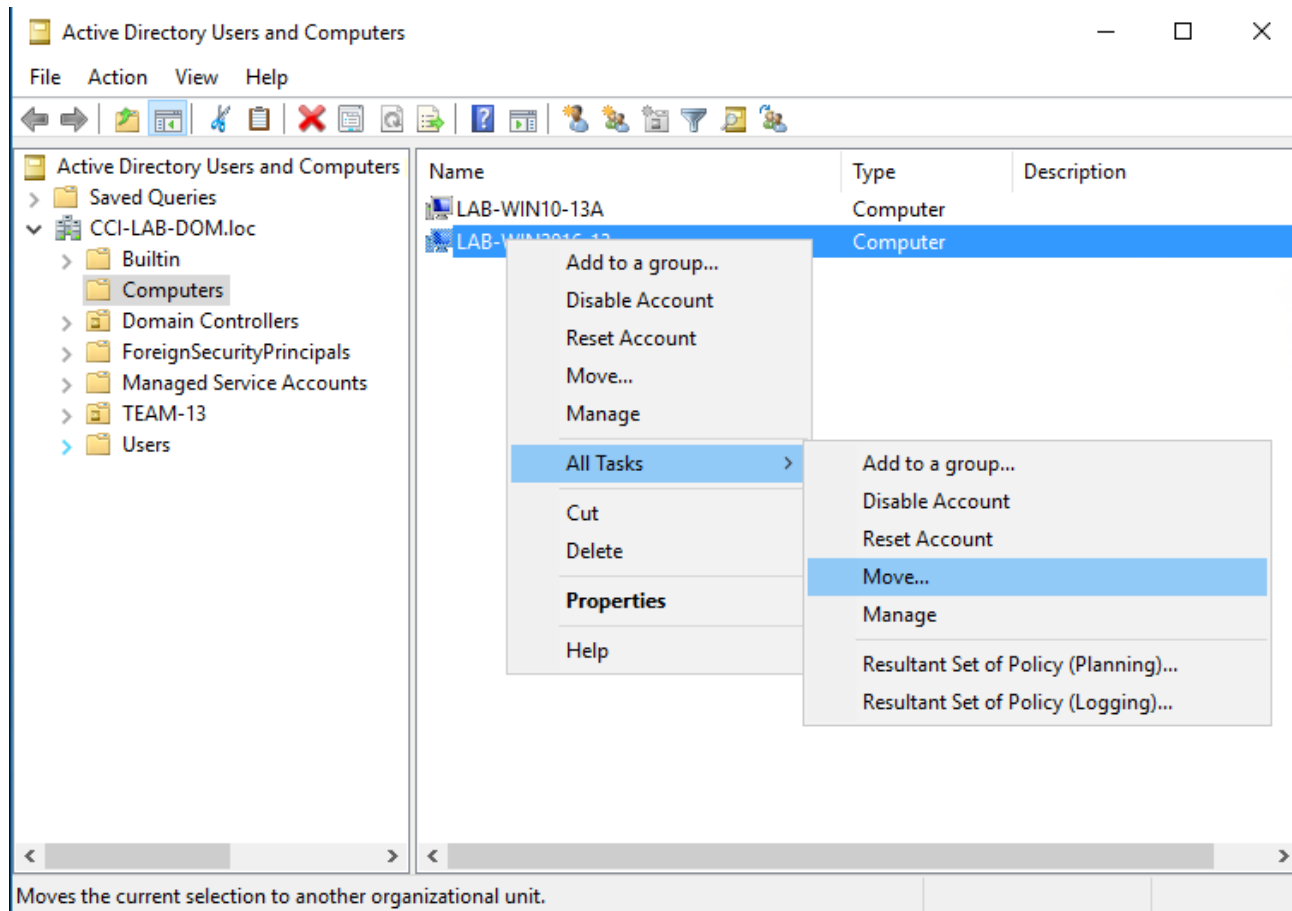 Active Directory Users and Computers
File Action View Help
Active Directory Users and Computers
Saved Queries
CCI-LAB-DOM.loc
Builtin
Computers
Domain Controllers
ForeignSecurityPrincipals
Managed Service Accounts
TEAM-13
Users
Name Type Description
LAB-WIN10-13A Computer
LAB-WIN2016-13 Computer
Add to a group...
Disable Account
Reset Account
Move...
Manage
All Tasks
Cut
Delete
Properties
Help
Add to a group...
Disable Account
Reset Account
Move...
Manage
Resultant Set of Policy (Planning)...
Resultant Set of Policy (Logging)...
Moves the current selection to another organizational unit.